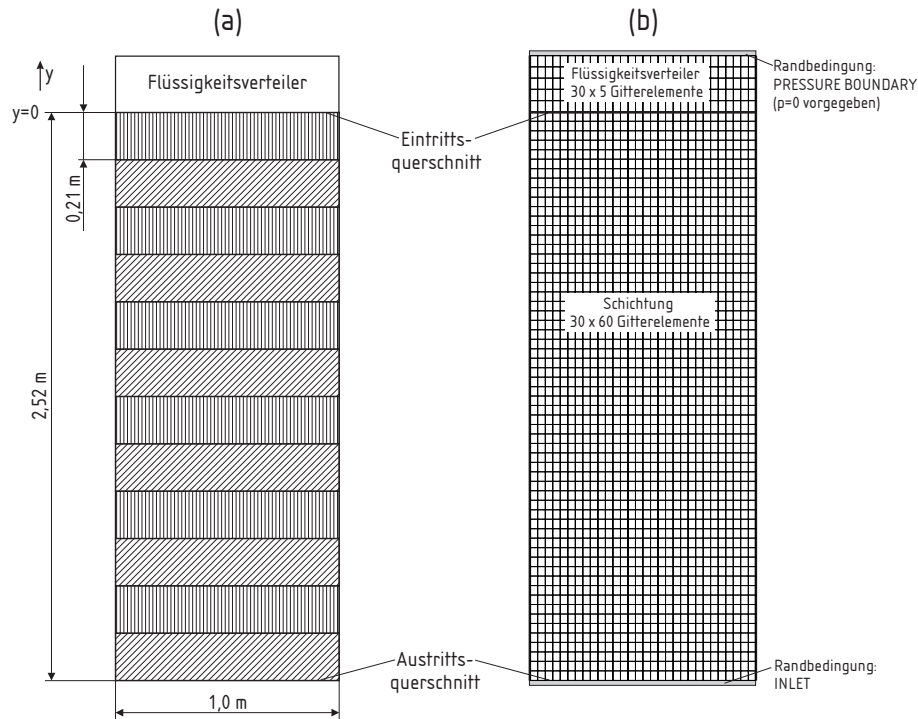 (a)
(b)
y
y=0
Flüssigkeitsverteiler
0,21 m
2,52 m
1,0 m
Eintritts-
querschnitt
Austritts-
querschnitt
Flüssigkeitsverteiler
30 x 5 Gitterelemente
Schichtung
30 x 60 Gitterelemente
Randbedingung:
PRESSURE BOUNDARY
(p=0 vorgegeben)
Randbedingung:
INLET